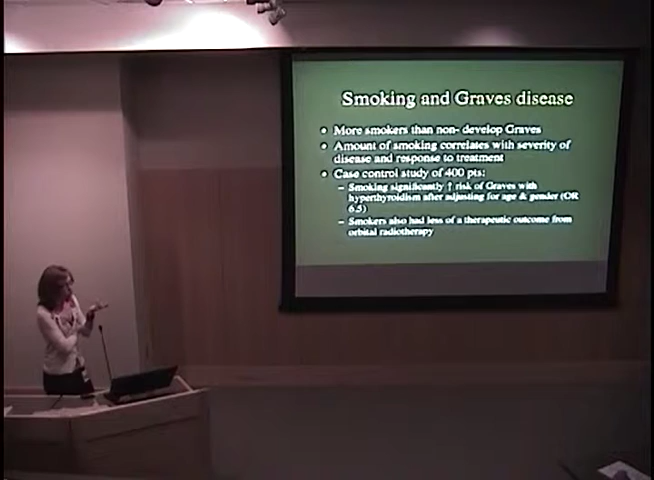 Smoking and Graves disease
• More smokers than non- develop Graves
• Amount of smoking correlates with severity of
disease and response to treatment
• Case control study of 400 pts:
– Smoking significantly ↑ risk of Graves with
hyperthyroidism after adjusting for age & gender (OR
6.5)
– Smokers also had less of a therapeutic outcome from
orbital radiotherapy